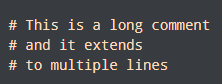 # This is a long comment
# and it extends
# to multiple lines